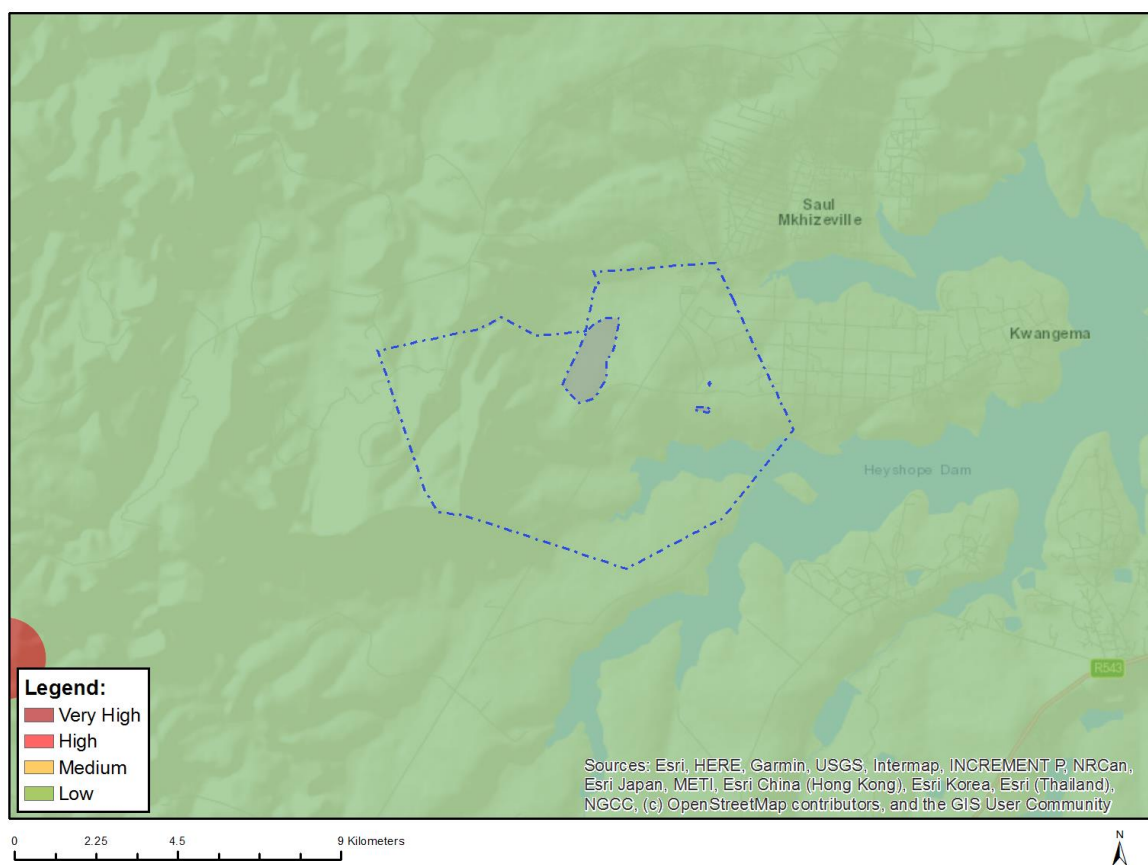 Saul
Mkhizeville
Kwangema
Heyshope Dam
R543
Legend:
Very High
High
Medium
Low
Sources: Esri, HERE, Garmin, USGS, Intermap, INCREMENT P, NRCan,
Esri Japan, METI, Esri China (Hong Kong), Esri Korea, Esri (Thailand),
NGCC, (c) OpenStreetMap contributors, and the GIS User Community
0 2.25 4.5 9 Kilometers
N